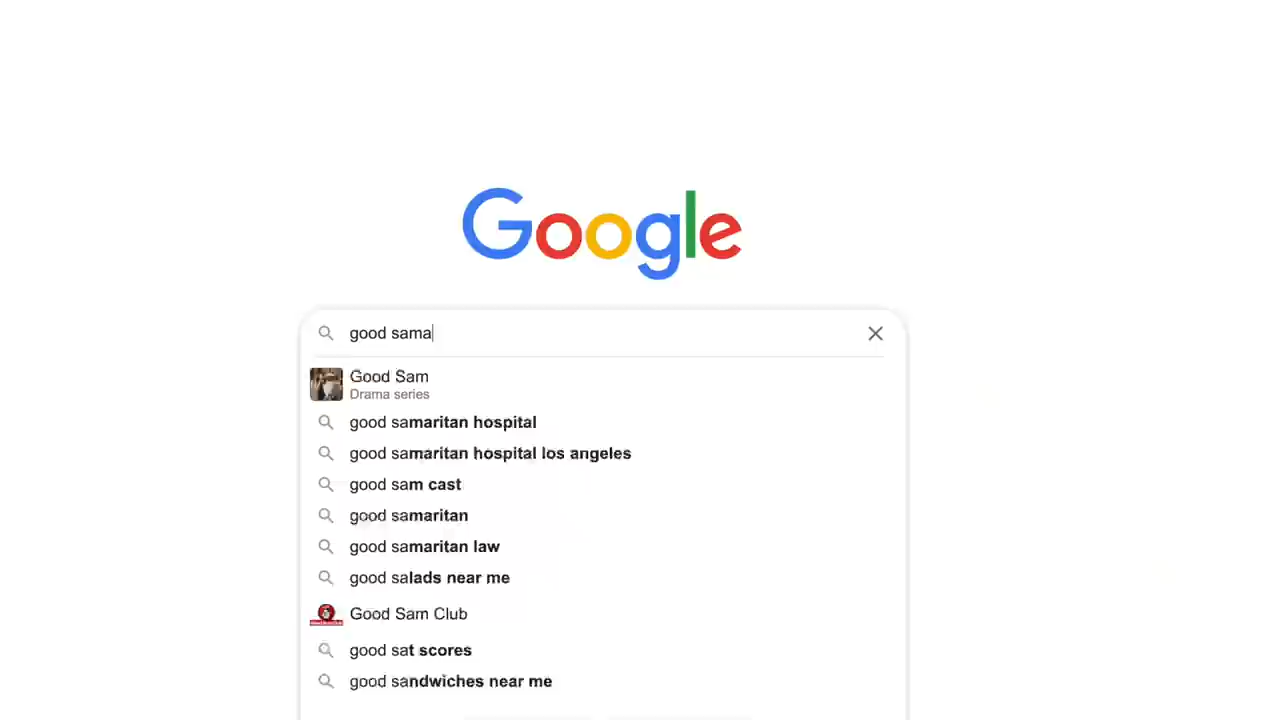 Google
good sama
Good Sam
Drama series
good samaritan hospital
good samaritan hospital los angeles
good sam cast
good samaritan
good samaritan law
good salads near me
Good Sam Club
good sat scores
good sandwiches near me